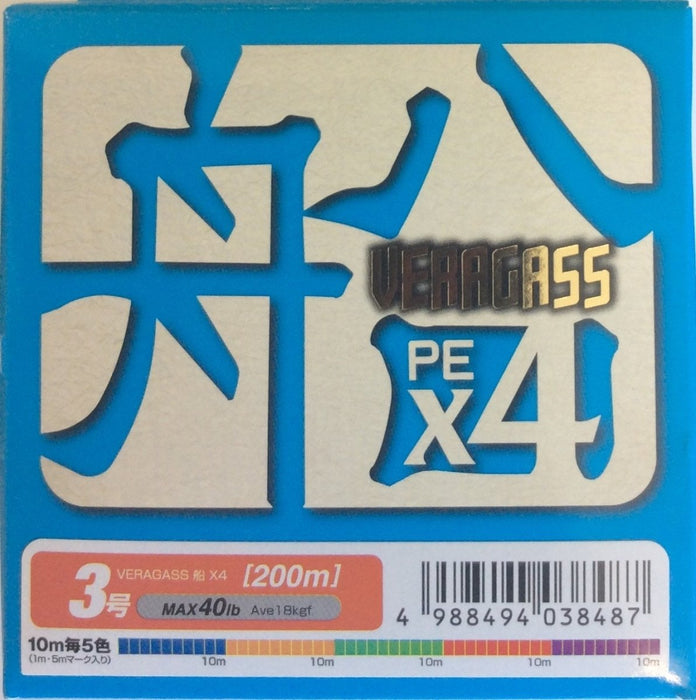 船
VERAGASS
PE
X4
3号
VERAGASS 船 X4 [200m]
MAX40lb Ave18kgf
4 988494 038487
10m毎5色
(1m・5mマーク入り)
10m 10m 10m 10m 10m